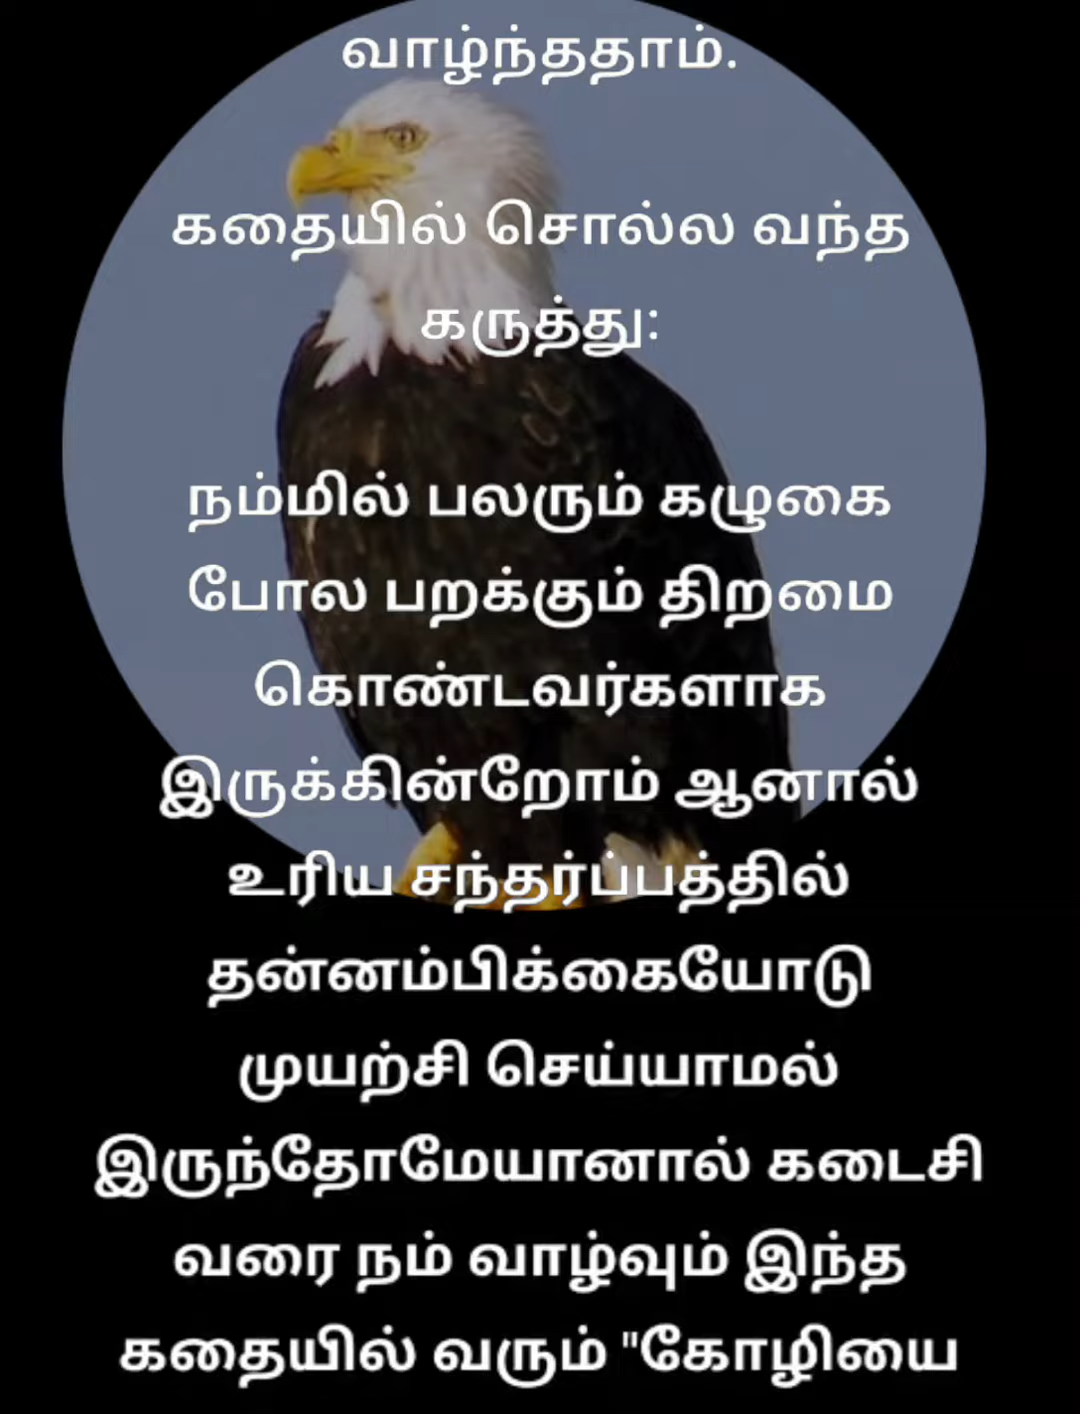 வாழ்ந்ததாம்.
கதையில் சொல்ல வந்த
கருத்து:
நம்மில் பலரும் கழுகை
போல பறக்கும் திறமை
கொண்டவர்களாக
இருக்கின்றோம் ஆனால்
உரிய சந்தர்ப்பத்தில்
தன்னம்பிக்கையோடு
முயற்சி செய்யாமல்
இருந்தோமேயானால் கடைசி
வரை நம் வாழ்வும் இந்த
கதையில் வரும் "கோழியை